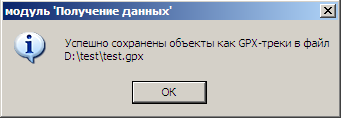 модуль 'Получение данных'
Успешно сохранены объекты как GPX-треки в файл
D:\test\test.gpx
OK